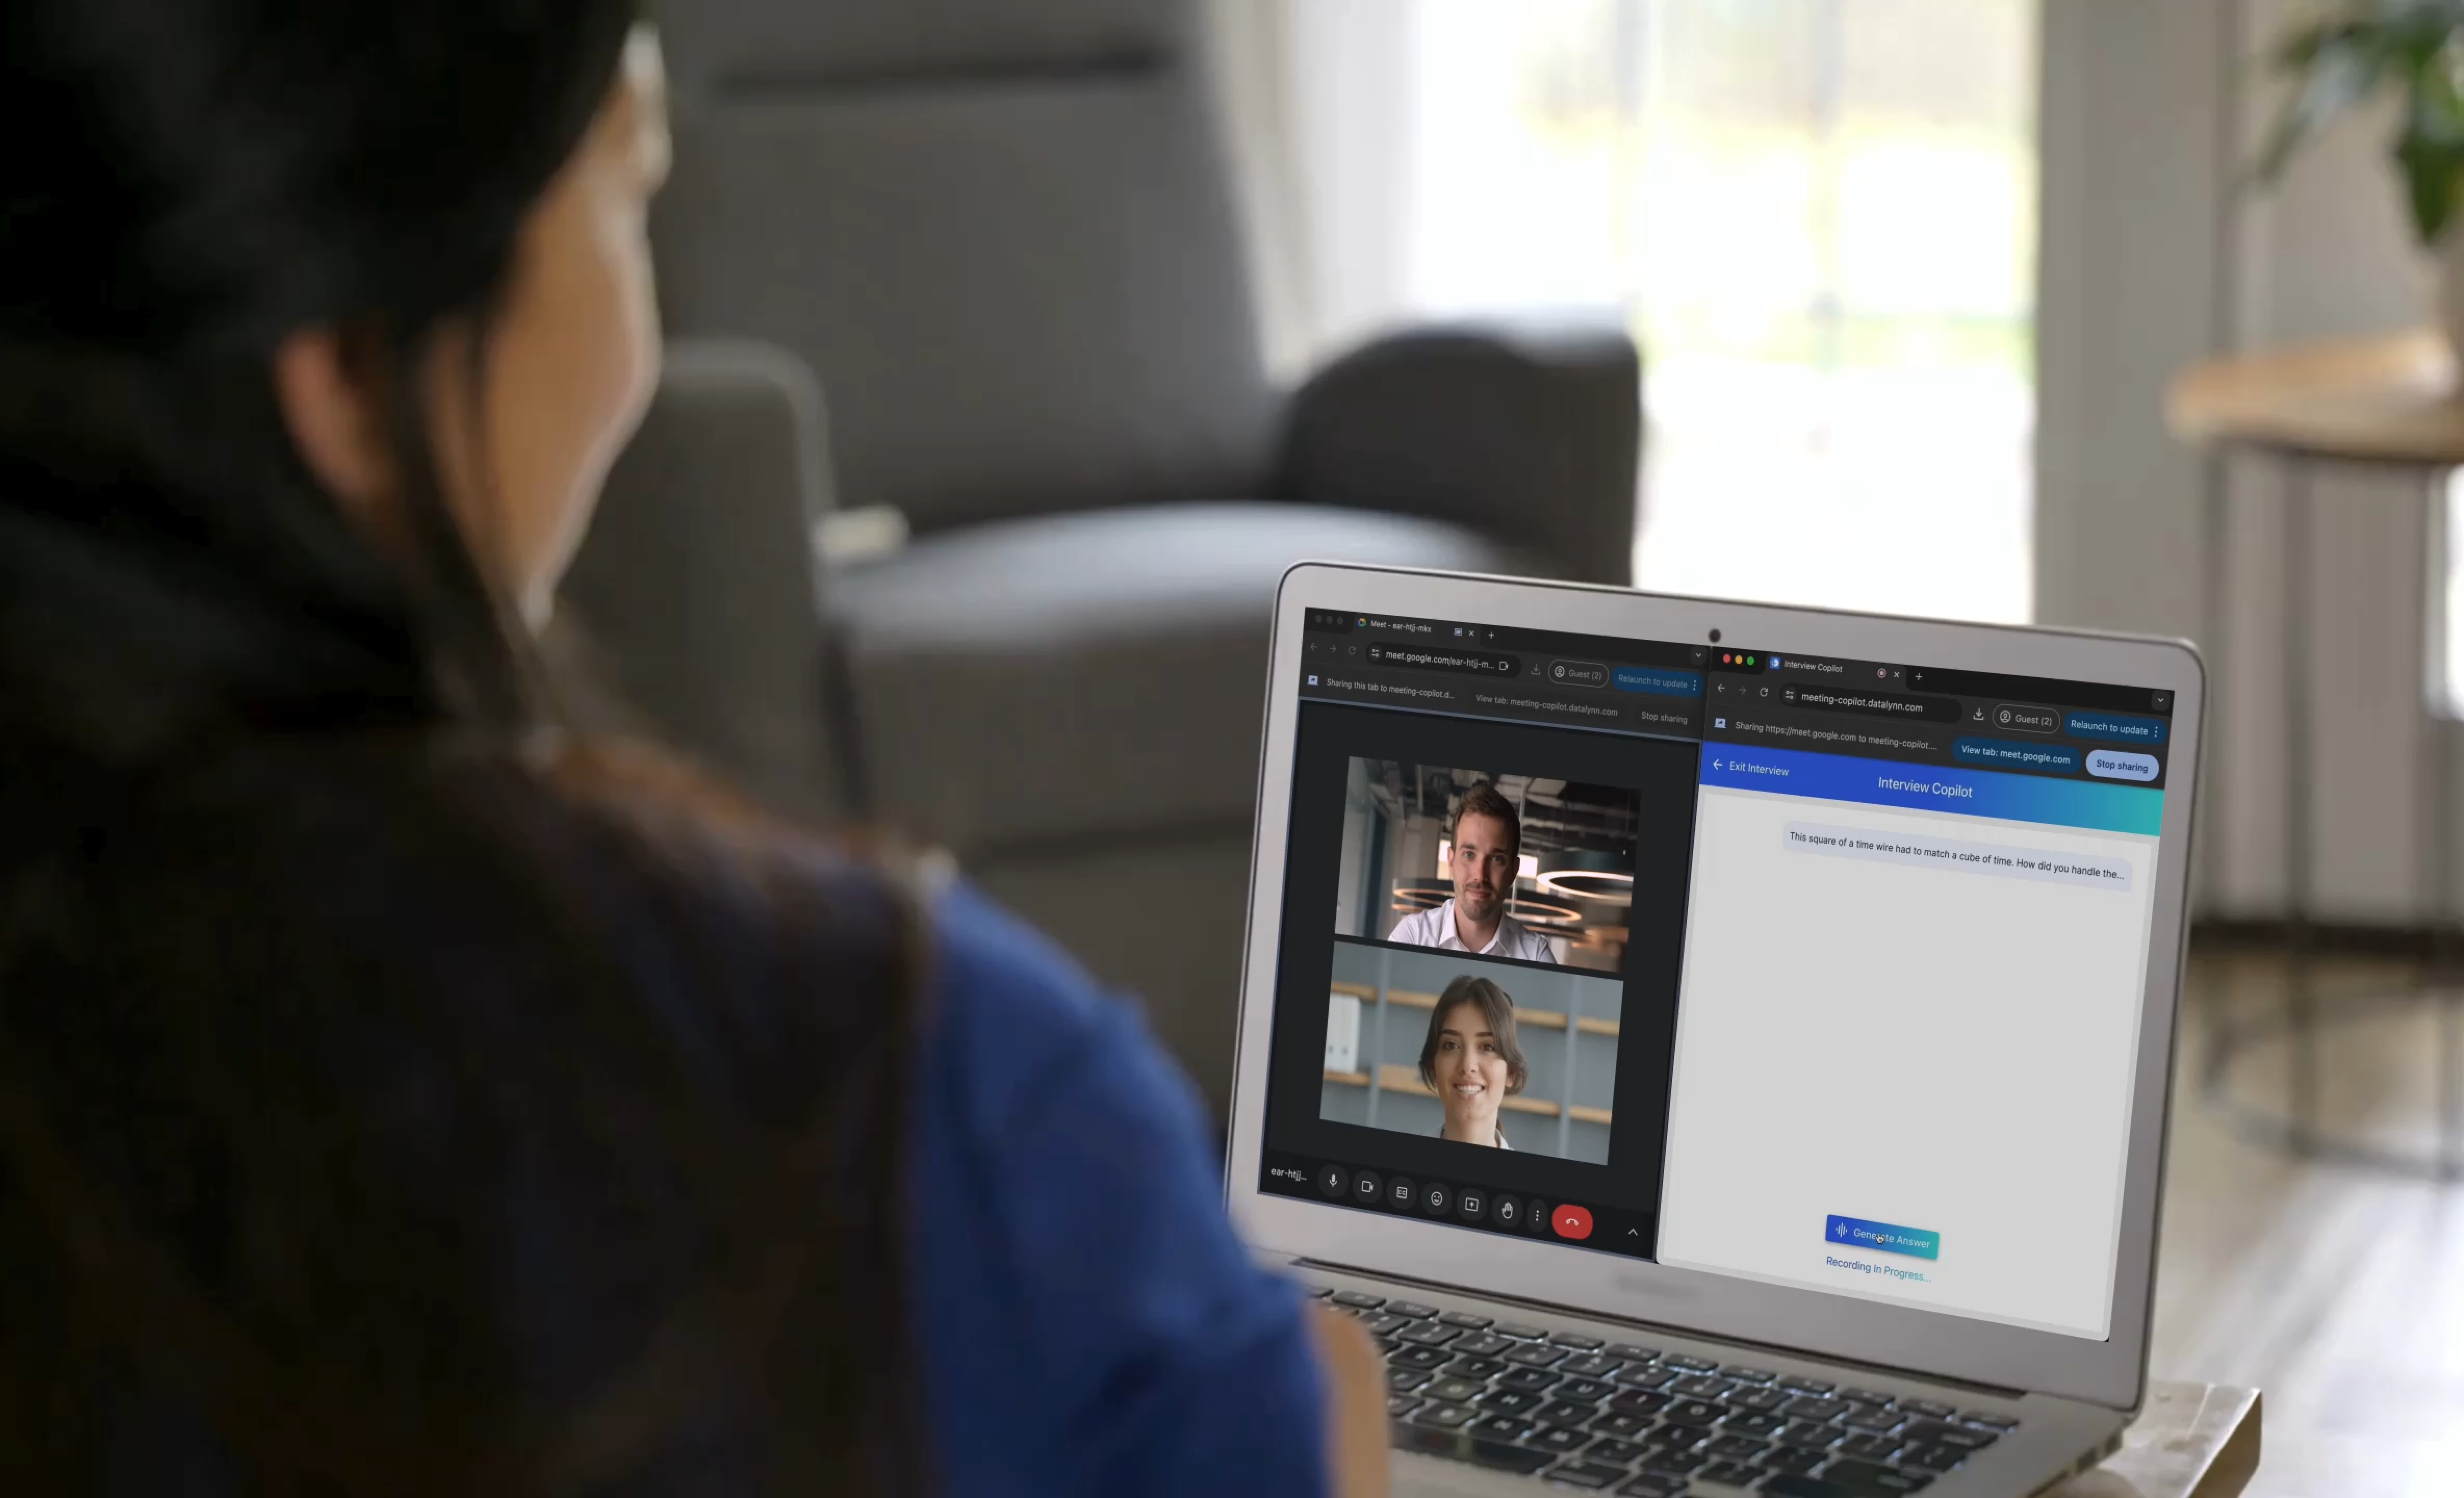 Meet - ear-htjj-mkx
meet.google.com/ear-htjj-m...
Guest (2)
Relaunch to update
Sharing this tab to meeting-copilot.d...
View tab: meeting-copilot.datalynn.com
Stop sharing
ear-htjj...
Interview Copilot
meeting-copilot.datalynn.com
Guest (2)
Relaunch to update
Sharing https://meet.google.com to meeting-copilot....
View tab: meet.google.com
Stop sharing
Exit Interview
Interview Copilot
This square of a time wire had to match a cube of time. How did you handle the...
Generate Answer
Recording In Progress...